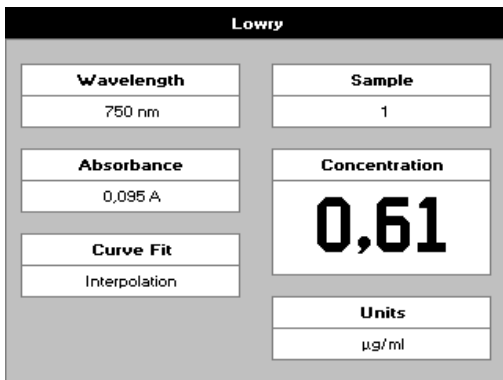 Lowry
Wavelength
750 nm
Sample
1
Absorbance
0,095 A
Concentration
0,61
Curve Fit
Interpolation
Units
µg/ml